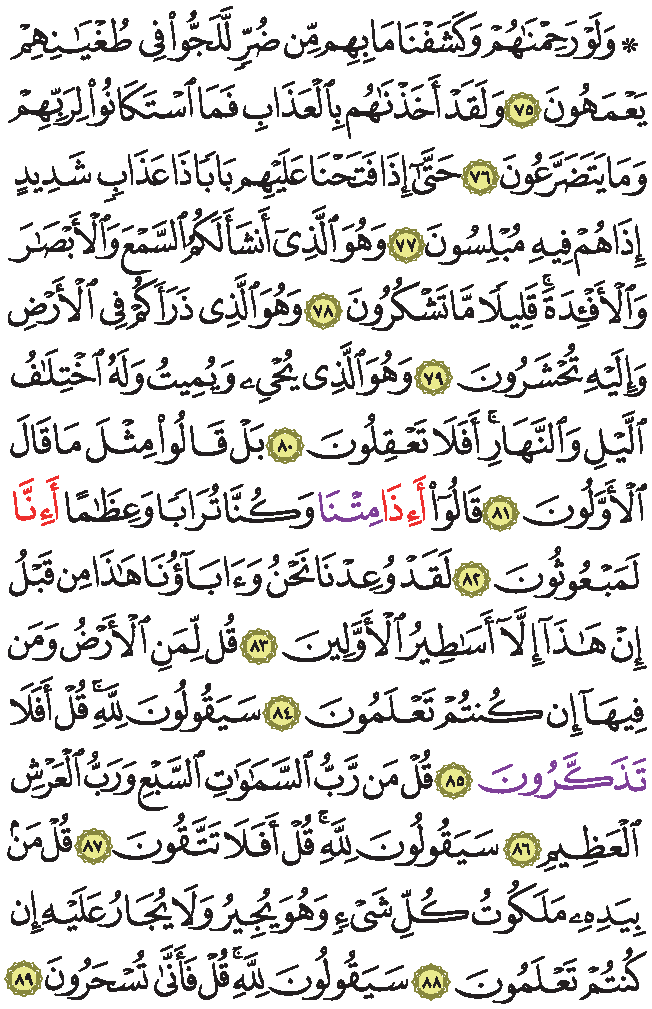 ۞ وَلَوْ رَحِمْنَٰهُمْ وَكَشَفْنَا مَا بِهِم مِّن ضُرٍّ لَّلَجُّوا۟ فِى طُغْيَٰنِهِمْ
يَعْمَهُونَ ٧٥ وَلَقَدْ أَخَذْنَٰهُم بِٱلْعَذَابِ فَمَا ٱسْتَكَانُوا۟ لِرَبِّهِمْ
وَمَا يَتَضَرَّعُونَ ٧٦ حَتَّىٰٓ إِذَا فَتَحْنَا عَلَيْهِم بَابًا ذَا عَذَابٍ شَدِيدٍ
إِذَا هُمْ فِيهِ مُبْلِسُونَ ٧٧ وَهُوَ ٱلَّذِىٓ أَنشَأَ لَكُمُ ٱلسَّمْعَ وَٱلْأَبْصَٰرَ
وَٱلْأَفْـِٔدَةَ ۚ قَلِيلًا مَّا تَشْكُرُونَ ٧٨ وَهُوَ ٱلَّذِى ذَرَأَكُمْ فِى ٱلْأَرْضِ
وَإِلَيْهِ تُحْشَرُونَ ٧٩ وَهُوَ ٱلَّذِى يُحْىِۦ وَيُمِيتُ وَلَهُ ٱخْتِلَٰفُ
ٱلَّيْلِ وَٱلنَّهَارِ ۚ أَفَلَا تَعْقِلُونَ ٨٠ بَلْ قَالُوا۟ مِثْلَ مَا قَالَ
ٱلْأَوَّلُونَ ٨١ قَالُوٓا۟ أَءِذَا مِتْنَا وَكُنَّا تُرَابًا وَعِظَٰمًا أَءِنَّا
لَمَبْعُوثُونَ ٨٢ لَقَدْ وُعِدْنَا نَحْنُ وَءَابَآؤُنَا هَٰذَا مِن قَبْلُ
إِنْ هَٰذَآ إِلَّآ أَسَٰطِيرُ ٱلْأَوَّلِينَ ٨٣ قُل لِّمَنِ ٱلْأَرْضُ وَمَن
فِيهَآ إِن كُنتُمْ تَعْلَمُونَ ٨٤ سَيَقُولُونَ لِلَّهِ ۚ قُلْ أَفَلَا
تَذَكَّرُونَ ٨٥ قُلْ مَن رَّبُّ ٱلسَّمَٰوَٰتِ ٱلسَّبْعِ وَرَبُّ ٱلْعَرْشِ
ٱلْعَظِيمِ ٨٦ سَيَقُولُونَ لِلَّهِ ۚ قُلْ أَفَلَا تَتَّقُونَ ٨٧ قُلْ مَنۢ
بِيَدِهِۦ مَلَكُوتُ كُلِّ شَىْءٍ وَهُوَ يُجِيرُ وَلَا يُجَارُ عَلَيْهِ إِن
كُنتُمْ تَعْلَمُونَ ٨٨ سَيَقُولُونَ لِلَّهِ ۚ قُلْ فَأَنَّىٰ تُسْحَرُونَ ٨٩